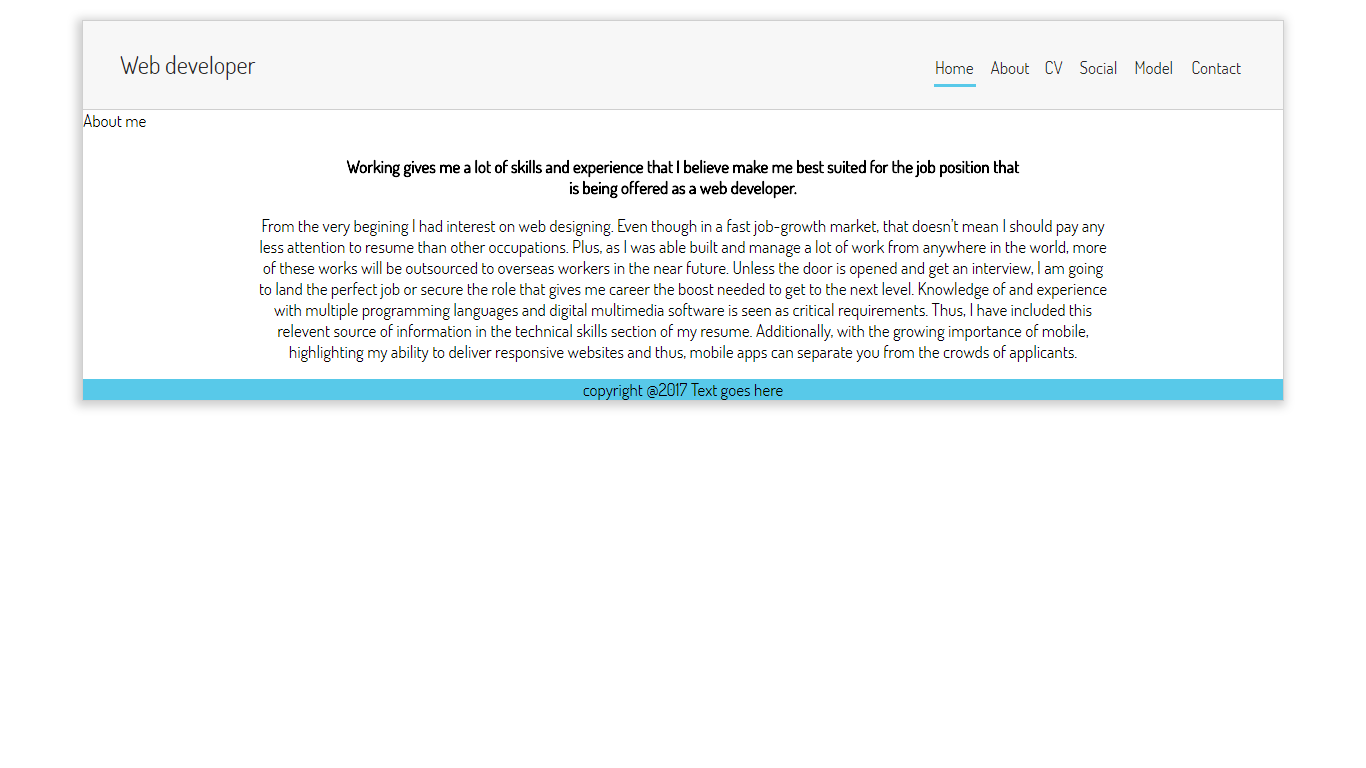 Web developer
Home About CV Social Model Contact
About me
Working gives me a lot of skills and experience that I believe make me best suited for the job position that
is being offered as a web developer.
From the very begining I had interest on web designing. Even though in a fast job-growth market, that doesn't mean I should pay any
less attention to resume than other occupations. Plus, as I was able built and manage a lot of work from anywhere in the world, more
of these works will be outsourced to overseas workers in the near future. Unless the door is opened and get an interview, I am going
to land the perfect job or secure the role that gives me career the boost needed to get to the next level. Knowledge of and experience
with multiple programming languages and digital multimedia software is seen as critical requirements. Thus, I have included this
relevent source of information in the technical skills section of my resume. Additionally, with the growing importance of mobile,
highlighting my ability to deliver responsive websites and thus, mobile apps can separate you from the crowds of applicants.
copyright @2017 Text goes here